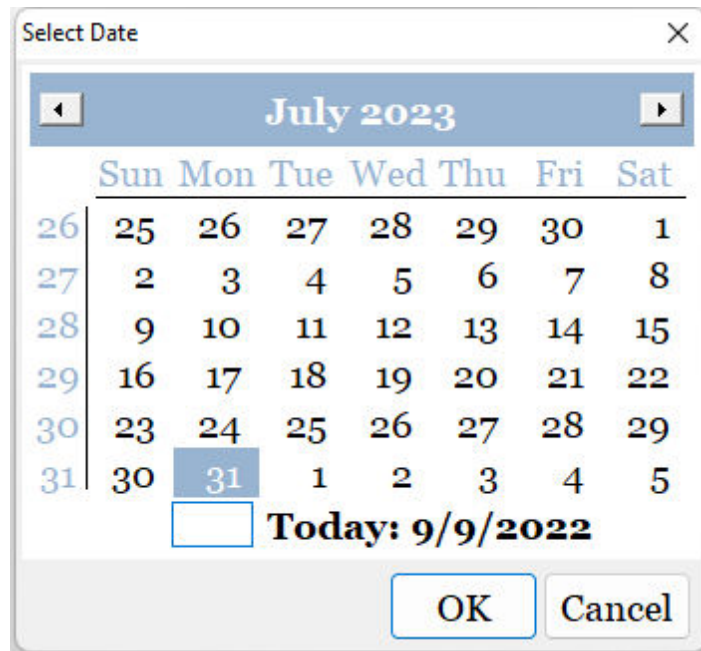 Select Date
July 2023
Sun Mon Tue Wed Thu Fri Sat
26 25 26 27 28 29 30 1
27 2 3 4 5 6 7 8
28 9 10 11 12 13 14 15
29 16 17 18 19 20 21 22
30 23 24 25 26 27 28 29
31 30 31 1 2 3 4 5
Today: 9/9/2022
OK Cancel